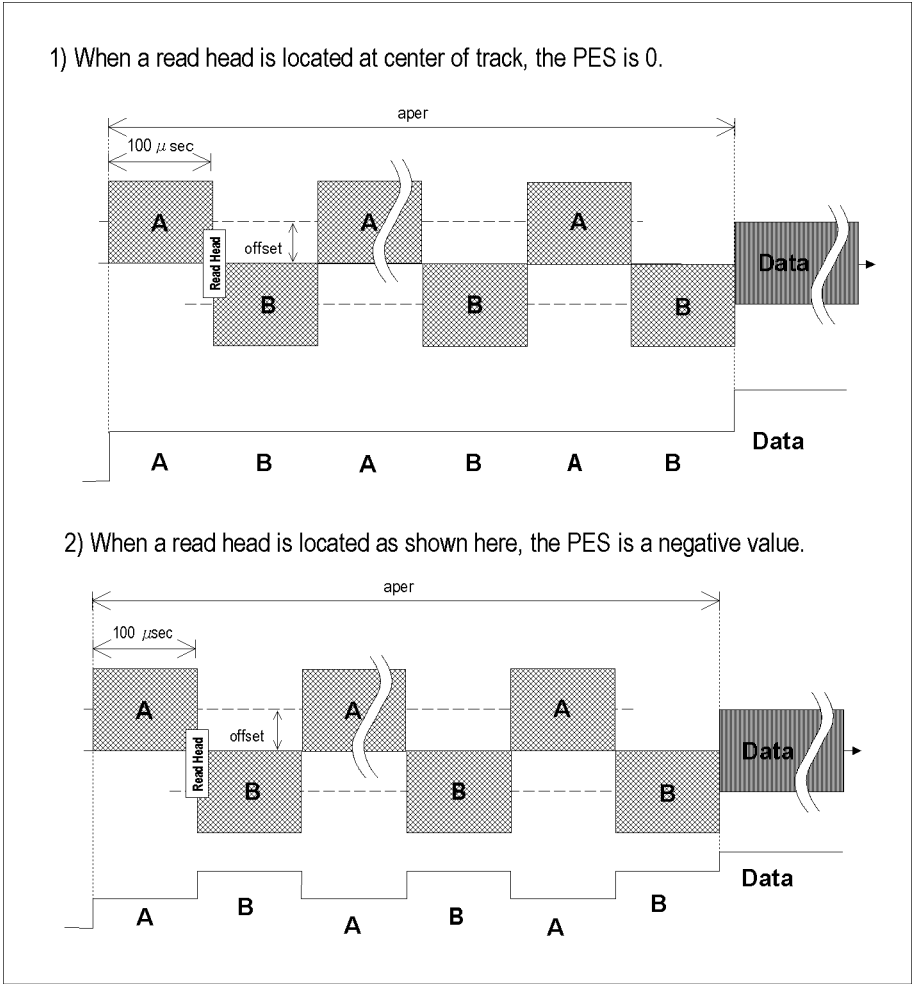 1) When a read head is located at center of track, the PES is 0.
aper
100 μ sec
A
A
A
Read Head
offset
Data
B
B
B
Data
A B A B A B
2) When a read head is located as shown here, the PES is a negative value.
aper
100 μsec
A
A
A
Read Head
offset
Data
B
B
B
Data
A B A B A B